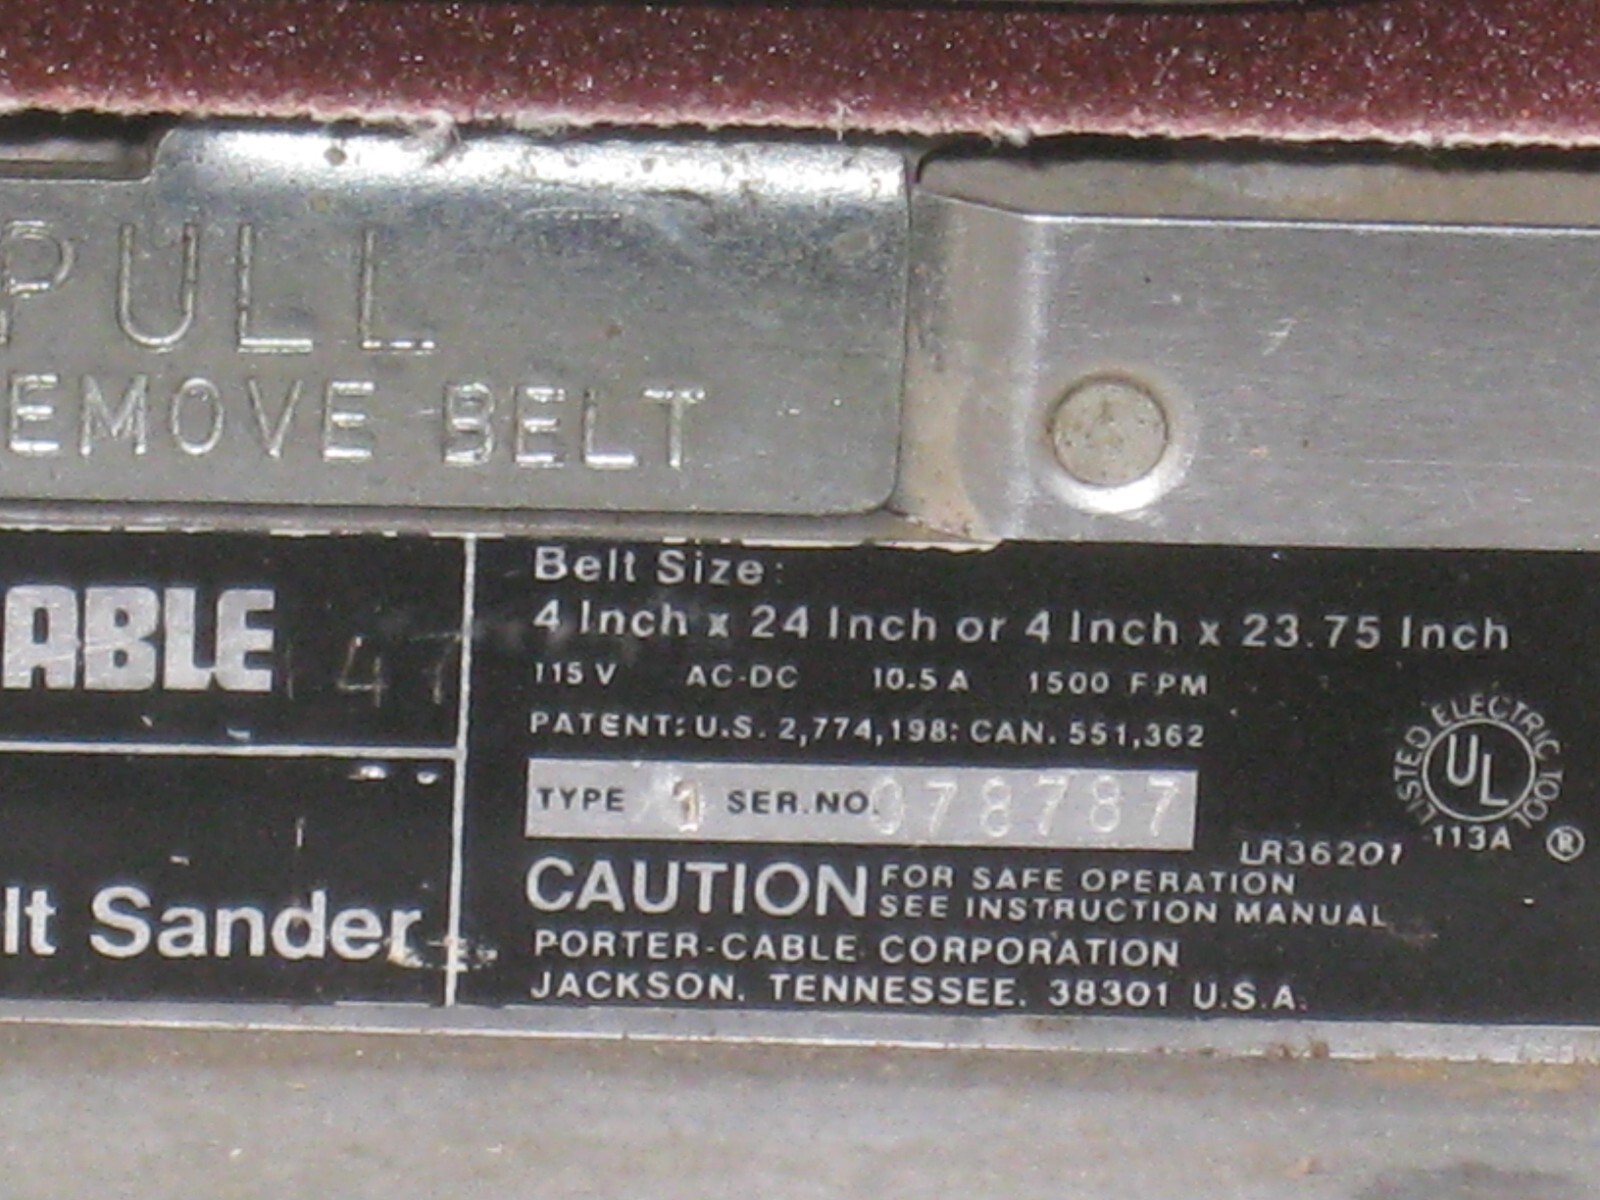 PULL
EMOVE BELT
ABLE
47
lt Sander
Belt Size:
4 Inch x 24 Inch or 4 Inch x 23.75 Inch
115 V AC-DC 10.5 A 1500 FPM
PATENT: U.S. 2,774,198: CAN. 551,362
TYPE 1 SER. NO. 078787
LISTED ELECTRIC TOOL
UL
113A ®
LR36201
CAUTION FOR SAFE OPERATION
SEE INSTRUCTION MANUAL
PORTER-CABLE CORPORATION
JACKSON, TENNESSEE, 38301 U.S.A.